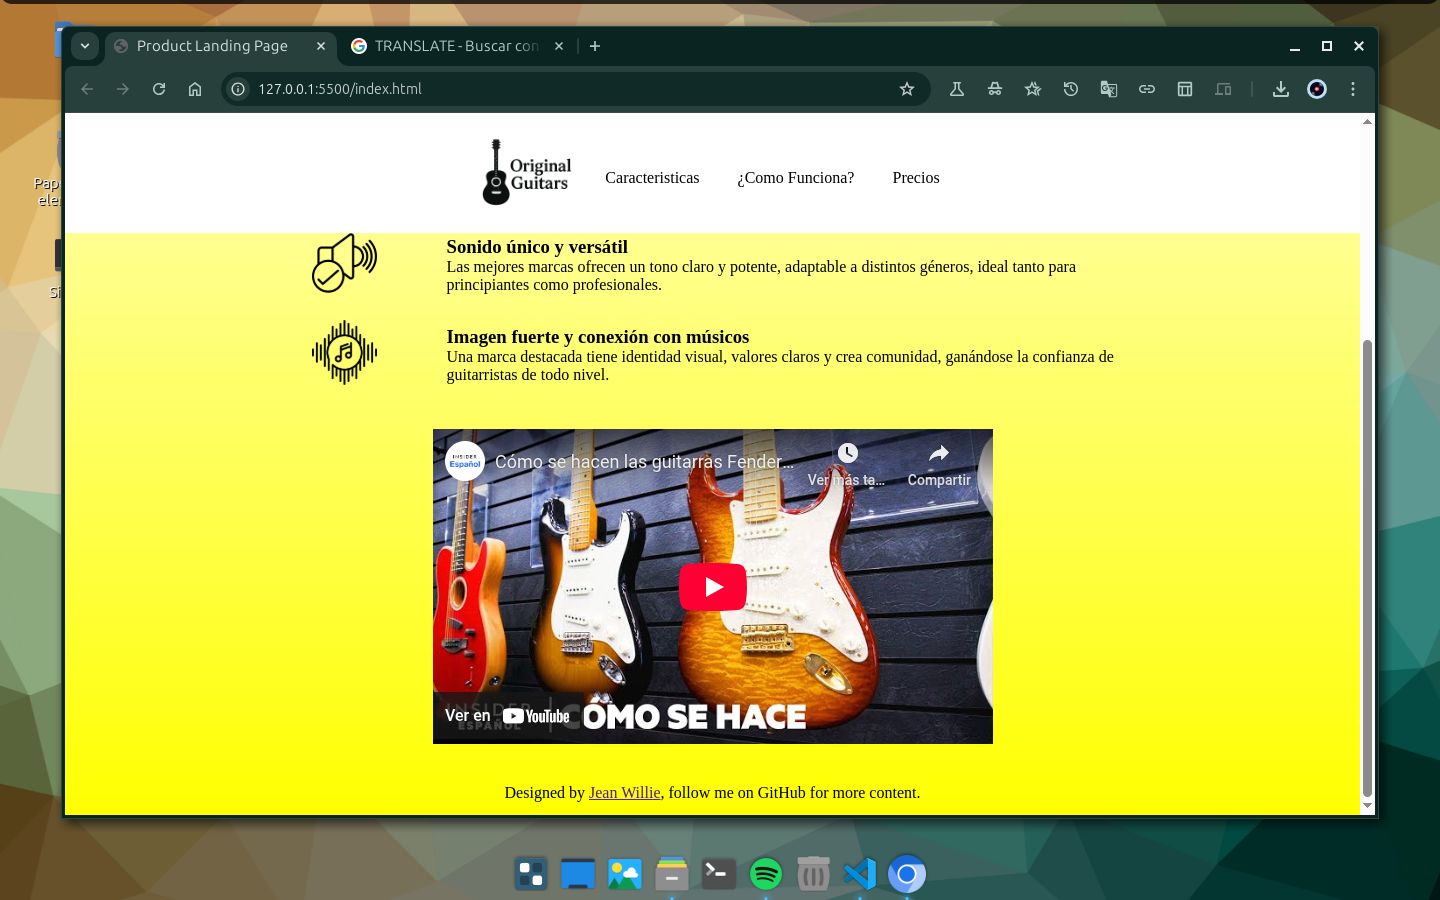 Product Landing Page
TRANSLATE - Buscar con
127.0.0.1:5500/index.html
Original
Guitars
Caracteristicas
¿Como Funciona?
Precios
Sonido único y versátil
Las mejores marcas ofrecen un tono claro y potente, adaptable a distintos géneros, ideal tanto para
principiantes como profesionales.
Imagen fuerte y conexión con músicos
Una marca destacada tiene identidad visual, valores claros y crea comunidad, ganándose la confianza de
guitarristas de todo nivel.
INSIDER
Español
Cómo se hacen las guitarras Fender...
Ver más ta...
Compartir
Ver en YouTube
INSIDER
ESPAÑOL
CÓMO SE HACE
Designed by Jean Willie, follow me on GitHub for more content.